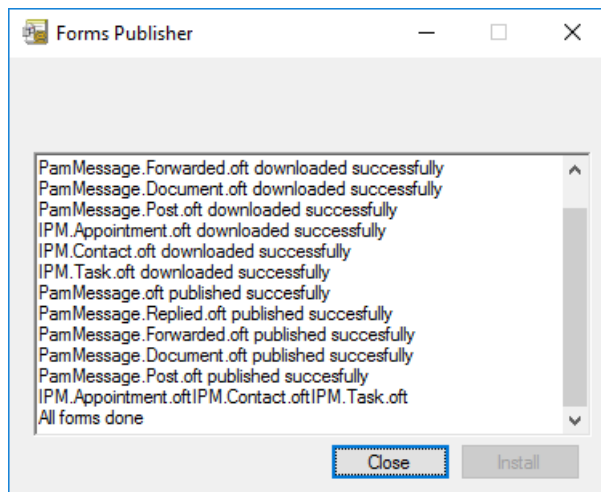 Forms Publisher
PamMessage.Forwarded.oft downloaded successfully
PamMessage.Document.oft downloaded successfully
PamMessage.Post.oft downloaded successfully
IPM.Appointment.oft downloaded successfully
IPM.Contact.oft downloaded successfully
IPM.Task.oft downloaded successfully
PamMessage.oft published succesfully
PamMessage.Replied.oft published succesfully
PamMessage.Forwarded.oft published succesfully
PamMessage.Document.oft published succesfully
PamMessage.Post.oft published succesfully
IPM.Appointment.oftIPM.Contact.oftIPM.Task.oft
All forms done
Close Install